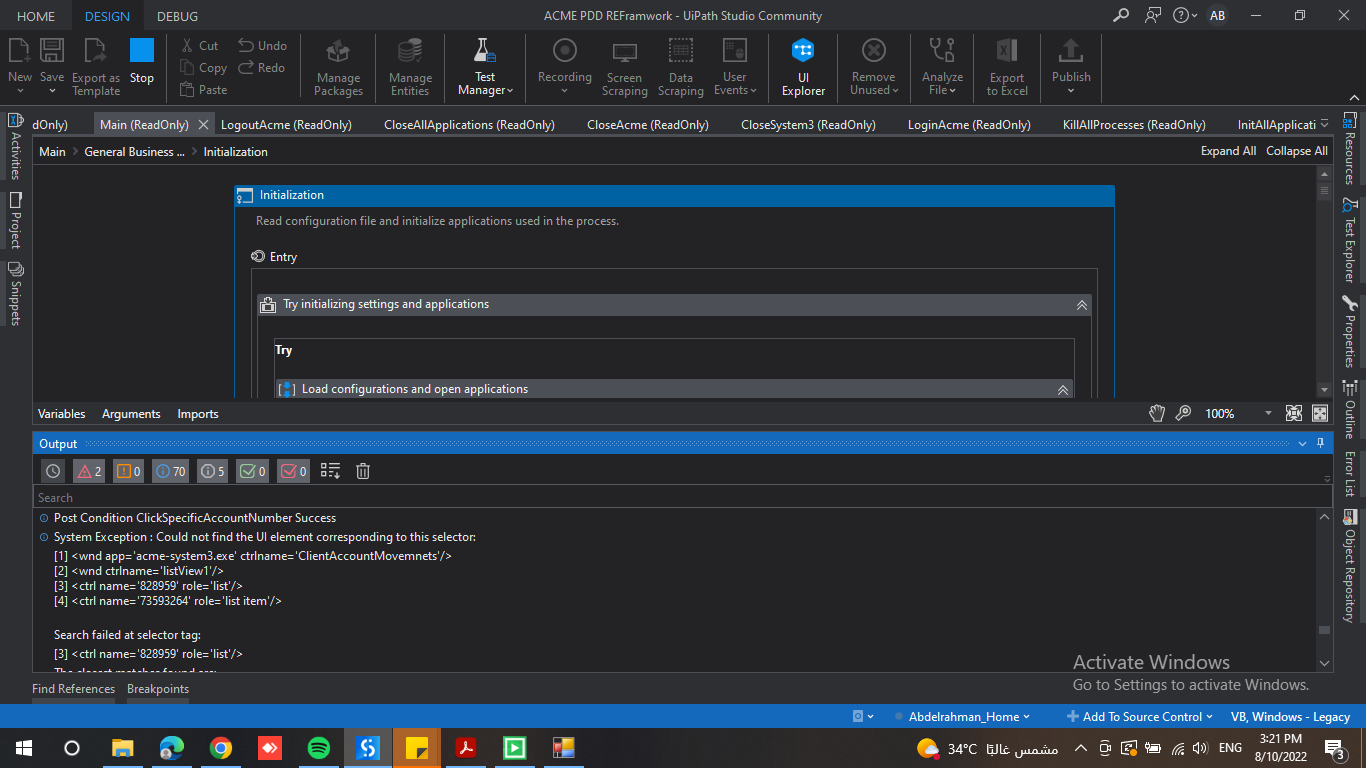 HOME DESIGN DEBUG ACME PDD REFramwork - UiPath Studio Community AB
New Save Export as Template Stop
Cut Undo
Copy Redo
Paste
Manage Packages
Manage Entities
Test Manager
Recording
Screen Scraping
Data Scraping
User Events
UI Explorer
Remove Unused
Analyze File
Export to Excel
Publish
dOnly) Main (ReadOnly) LogoutAcme (ReadOnly) CloseAllApplications (ReadOnly) CloseAcme (ReadOnly) CloseSystem3 (ReadOnly) LoginAcme (ReadOnly) KillAllProcesses (ReadOnly) InitAllApplicati
Activities
Project
Snippets
Main General Business ... Initialization Expand All Collapse All
Initialization
Read configuration file and initialize applications used in the process.
Entry
Try initializing settings and applications
Try
Load configurations and open applications
Resources
Test Explorer
Properties
Outline
Error List
Object Repository
Variables Arguments Imports 100%
Output
2 0 70 5 0 0
Search
Post Condition ClickSpecificAccountNumber Success
System Exception : Could not find the UI element corresponding to this selector:
[1] <wnd app='acme-system3.exe' ctrlname='ClientAccountMovemnets'/>
[2] <wnd ctrlname='listView1'/>
[3] <ctrl name='828959' role='list'/>
[4] <ctrl name='73593264' role='list item'/>
Search failed at selector tag:
[3] <ctrl name='828959' role='list'/>
The closest matches found are:
Activate Windows
Go to Settings to activate Windows.
Find References Breakpoints
Abdelrahman_Home Add To Source Control VB, Windows - Legacy
34°C مشمس غالبًا ENG 3:21 PM
8/10/2022 3